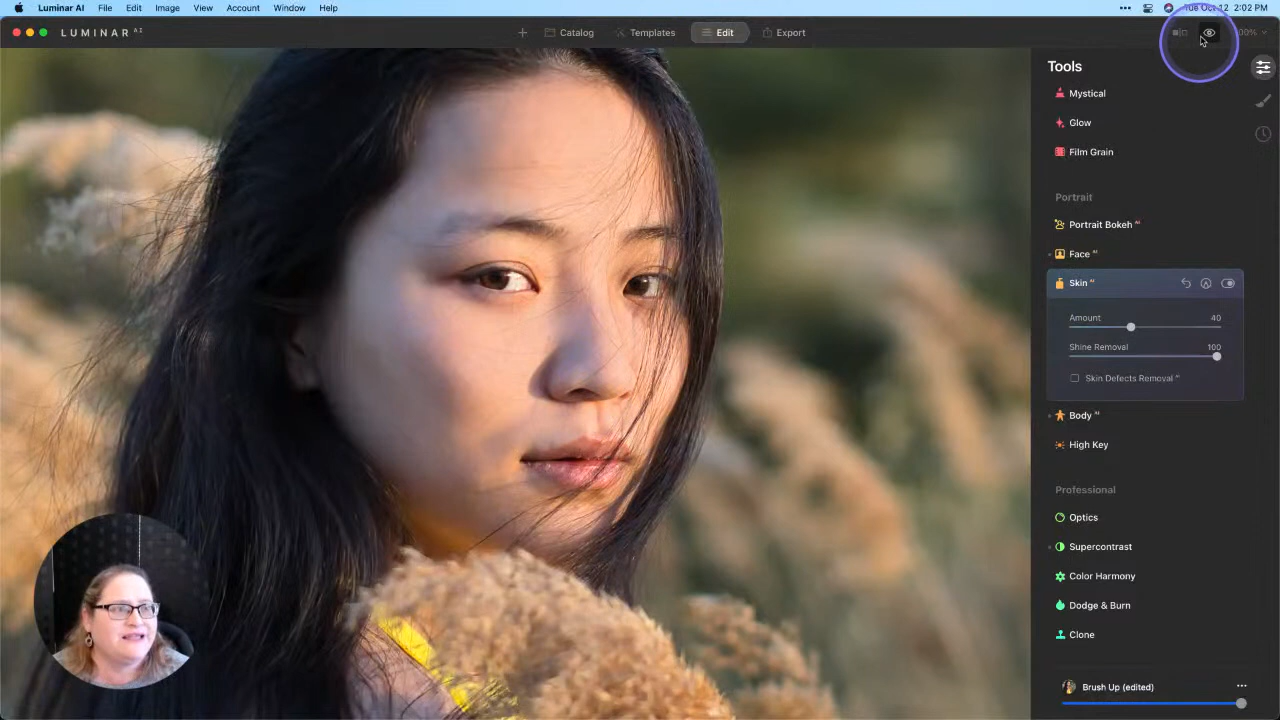 Luminar AI File Edit Image View Account Window Help
Tue Oct 12 2:02 PM
LUMINAR AI
Catalog Templates Edit Export
Tools
Mystical
Glow
Film Grain
Portrait
Portrait Bokeh AI
Face AI
Skin AI
Amount 40
Shine Removal 100
Skin Defects Removal AI
Body AI
High Key
Professional
Optics
Supercontrast
Color Harmony
Dodge & Burn
Clone
Brush Up (edited)